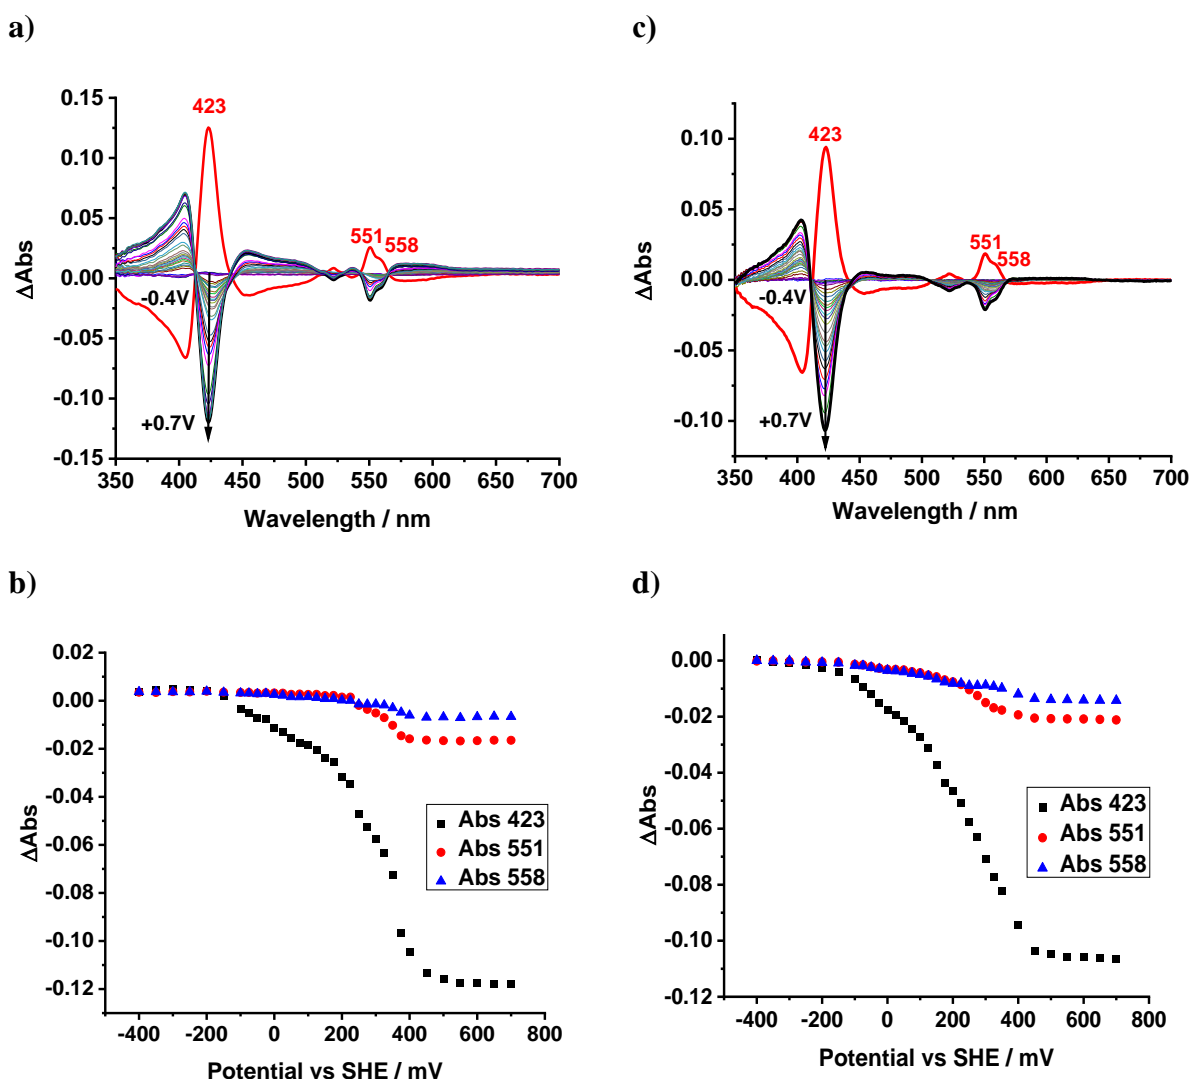 a)
0.15
0.10
0.05
0.00
-0.05
-0.10
-0.15
ΔAbs
423
551
558
-0.4V
+0.7V
350 400 450 500 550 600 650 700
Wavelength / nm
c)
0.10
0.05
0.00
-0.05
-0.10
ΔAbs
423
551
558
-0.4V
+0.7V
350 400 450 500 550 600 650 700
Wavelength / nm
b)
0.02
0.00
-0.02
-0.04
-0.06
-0.08
-0.10
-0.12
ΔAbs
Abs 423
Abs 551
Abs 558
-400 -200 0 200 400 600 800
Potential vs SHE / mV
d)
0.00
-0.02
-0.04
-0.06
-0.08
-0.10
-0.12
ΔAbs
Abs 423
Abs 551
Abs 558
-400 -200 0 200 400 600 800
Potential vs SHE / mV